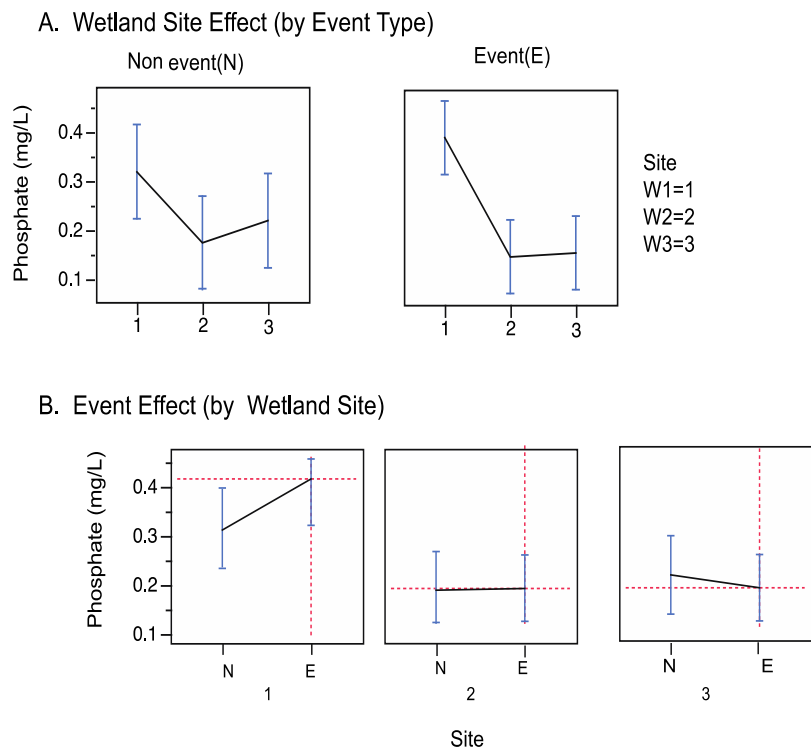 A. Wetland Site Effect (by Event Type)
Non event(N)
Event(E)
Phosphate (mg/L)
0.4
0.3
0.2
0.1
1 2 3
1 2 3
Site
W1=1
W2=2
W3=3
B. Event Effect (by Wetland Site)
Phosphate (mg/L)
0.4
0.3
0.2
0.1
N E
N E
N E
1 2 3
Site